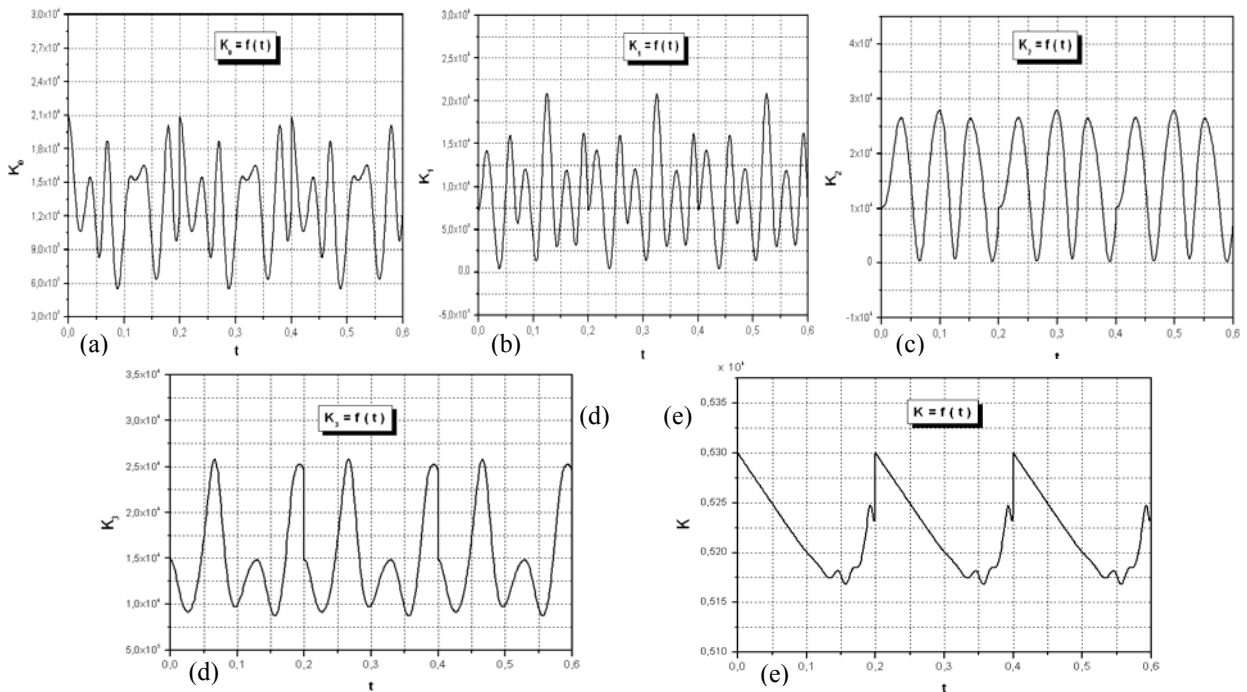 3,0x10⁴
2,7x10⁴
2,4x10⁴
2,1x10⁴
1,8x10⁴
1,5x10⁴
1,2x10⁴
9,0x10³
6,0x10³
3,0x10³
K₀
K₀ = f ( t )
0,0 0,1 0,2 0,3 0,4 0,5 0,6
t
(a)
3,0x10⁴
2,5x10⁴
2,0x10⁴
1,5x10⁴
1,0x10⁴
5,0x10³
0,0
-5,0x10³
K₁
K₁ = f ( t )
0,0 0,1 0,2 0,3 0,4 0,5 0,6
t
(b)
4x10⁴
3x10⁴
2x10⁴
1x10⁴
0
-1x10⁴
K₂
K₂ = f ( t )
0,0 0,1 0,2 0,3 0,4 0,5 0,6
t
(c)
3,5x10⁴
3,0x10⁴
2,5x10⁴
2,0x10⁴
1,5x10⁴
1,0x10⁴
5,0x10³
K₃
K₃ = f ( t )
(d)
0,0 0,1 0,2 0,3 0,4 0,5 0,6
t
(d)
x 10⁴
(e)
0,535
0,530
0,525
0,520
0,515
0,510
K
K = f ( t )
0,0 0,1 0,2 0,3 0,4 0,5 0,6
t
(e)